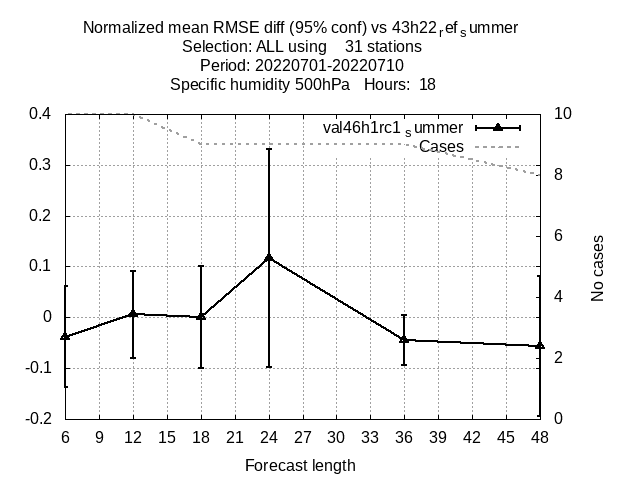 Normalized mean RMSE diff (95% conf) vs 43h22refsummer
Selection: ALL using 31 stations
Period: 20220701-20220710
Specific humidity 500hPa Hours: 18
val46h1rc1summer
Cases
0.4
0.3
0.2
0.1
0
-0.1
-0.2
10
8
6
4
2
0
No cases
6 9 12 15 18 21 24 27 30 33 36 39 42 45 48
Forecast length